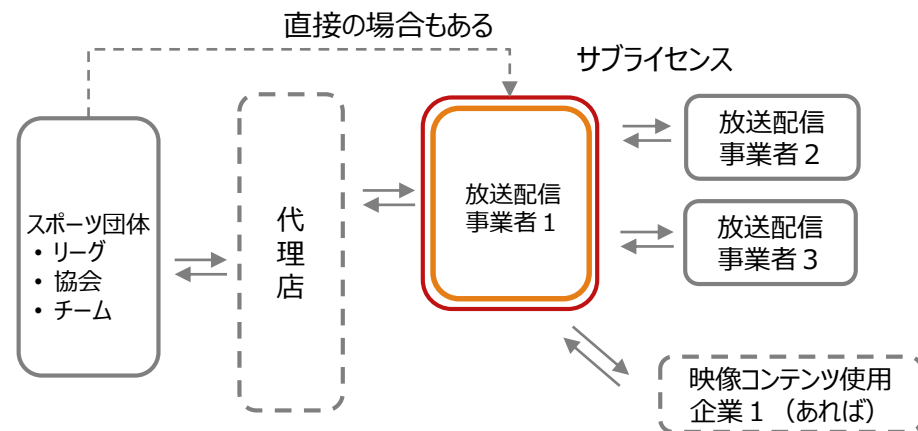 直接の場合もある
サブライセンス
スポーツ団体
• リーグ
• 協会
• チーム
代
理
店
放送配信
事業者１
放送配信
事業者２
放送配信
事業者３
映像コンテンツ使用
企業１（あれば）